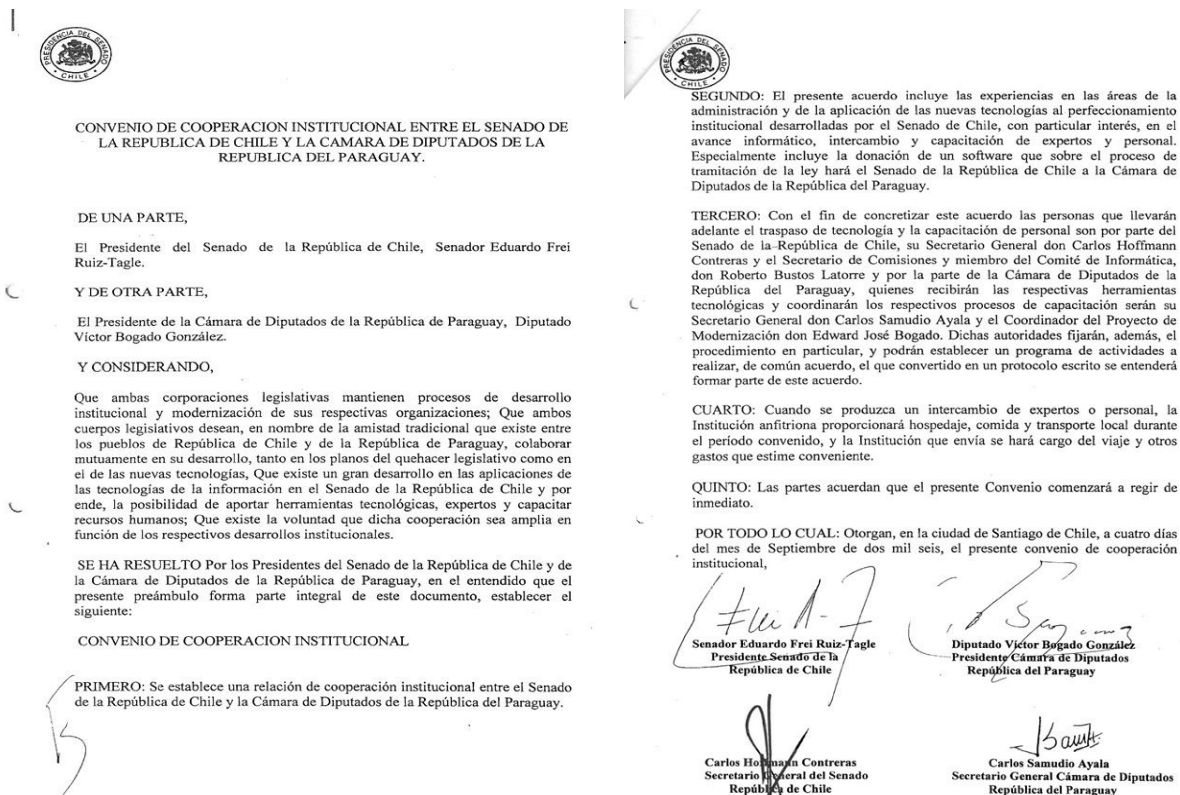 PRESIDENCIA DEL SENADO
CHILE
CONVENIO DE COOPERACION INSTITUCIONAL ENTRE EL SENADO DE
LA REPUBLICA DE CHILE Y LA CAMARA DE DIPUTADOS DE LA
REPUBLICA DEL PARAGUAY.
DE UNA PARTE,
El Presidente del Senado de la República de Chile, Senador Eduardo Frei
Ruiz-Tagle.
Y DE OTRA PARTE,
El Presidente de la Cámara de Diputados de la República de Paraguay, Diputado
Víctor Bogado González.
Y CONSIDERANDO,
Que ambas corporaciones legislativas mantienen procesos de desarrollo
institucional y modernización de sus respectivas organizaciones; Que ambos
cuerpos legislativos desean, en nombre de la amistad tradicional que existe entre
los pueblos de República de Chile y de la República de Paraguay, colaborar
mutuamente en su desarrollo, tanto en los planos del quehacer legislativo como en
el de las nuevas tecnologías, Que existe un gran desarrollo en las aplicaciones de
las tecnologías de la información en el Senado de la República de Chile y por
ende, la posibilidad de aportar herramientas tecnológicas, expertos y capacitar
recursos humanos; Que existe la voluntad que dicha cooperación sea amplia en
función de los respectivos desarrollos institucionales.
SE HA RESUELTO Por los Presidentes del Senado de la República de Chile y de
la Cámara de Diputados de la República de Paraguay, en el entendido que el
presente preámbulo forma parte integral de este documento, establecer el
siguiente:
CONVENIO DE COOPERACION INSTITUCIONAL
PRIMERO: Se establece una relación de cooperación institucional entre el Senado
de la República de Chile y la Cámara de Diputados de la República del Paraguay.
PRESIDENCIA DEL SENADO
CHILE
SEGUNDO: El presente acuerdo incluye las experiencias en las áreas de la
administración y de la aplicación de las nuevas tecnologías al perfeccionamiento
institucional desarrolladas por el Senado de Chile, con particular interés, en el
avance informático, intercambio y capacitación de expertos y personal.
Especialmente incluye la donación de un software que sobre el proceso de
tramitación de la ley hará el Senado de la República de Chile a la Cámara de
Diputados de la República del Paraguay.
TERCERO: Con el fin de concretizar este acuerdo las personas que llevarán
adelante el traspaso de tecnología y la capacitación de personal son por parte del
Senado de la República de Chile, su Secretario General don Carlos Hoffmann
Contreras y el Secretario de Comisiones y miembro del Comité de Informática,
don Roberto Bustos Latorre y por la parte de la Cámara de Diputados de la
República del Paraguay, quienes recibirán las respectivas herramientas
tecnológicas y coordinarán los respectivos procesos de capacitación serán su
Secretario General don Carlos Samudio Ayala y el Coordinador del Proyecto de
Modernización don Edward José Bogado. Dichas autoridades fijarán, además, el
procedimiento en particular, y podrán establecer un programa de actividades a
realizar, de común acuerdo, el que convertido en un protocolo escrito se entenderá
formar parte de este acuerdo.
CUARTO: Cuando se produzca un intercambio de expertos o personal, la
Institución anfitriona proporcionará hospedaje, comida y transporte local durante
el período convenido, y la Institución que envía se hará cargo del viaje y otros
gastos que estime conveniente.
QUINTO: Las partes acuerdan que el presente Convenio comenzará a regir de
inmediato.
POR TODO LO CUAL: Otorgan, en la ciudad de Santiago de Chile, a cuatro días
del mes de Septiembre de dos mil seis, el presente convenio de cooperación
institucional,
Senador Eduardo Frei Ruiz-Tagle
Presidente Senado de la
República de Chile
Diputado Víctor Bogado González
Presidente Cámara de Diputados
República del Paraguay
Carlos Hoffmann Contreras
Secretario General del Senado
República de Chile
Carlos Samudio Ayala
Secretario General Cámara de Diputados
República del Paraguay